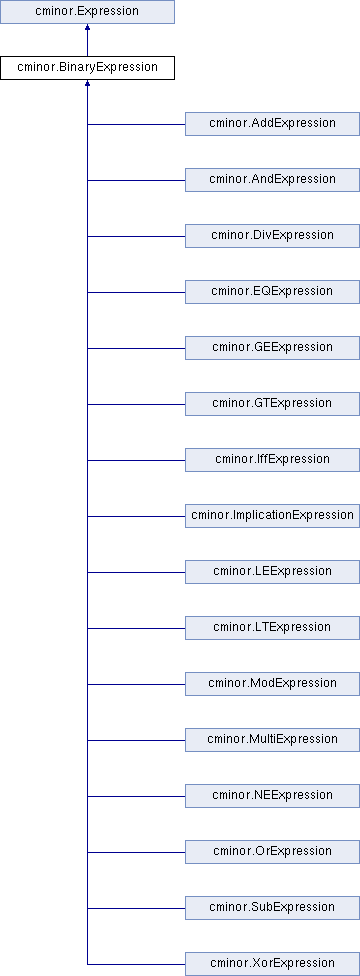 cminor.Expression
cminor.BinaryExpression
cminor.AddExpression
cminor.AndExpression
cminor.DivExpression
cminor.EQExpression
cminor.GEExpression
cminor.GTExpression
cminor.IffExpression
cminor.ImplicationExpression
cminor.LEExpression
cminor.LTExpression
cminor.ModExpression
cminor.MultiExpression
cminor.NEExpression
cminor.OrExpression
cminor.SubExpression
cminor.XorExpression